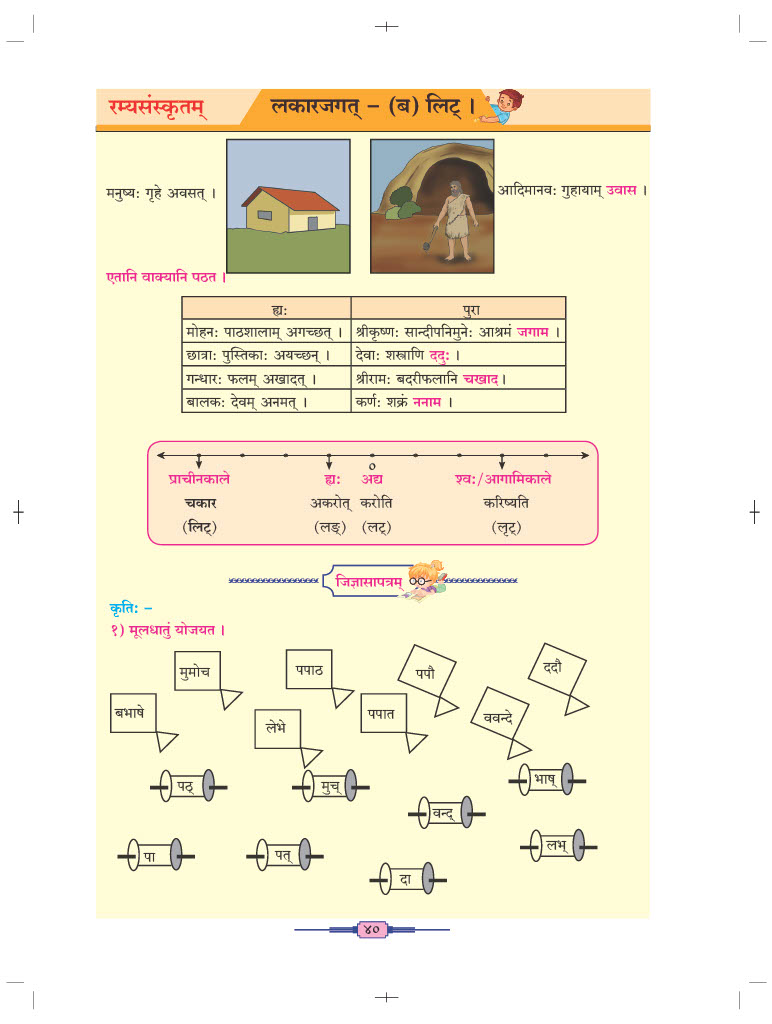 रम्यसंस्कृतम्
लकारजगत् – (ब) लिट् ।
मनुष्यः गृहे अवसत् ।
आदिमानवः गुहायाम् उवास ।
एतानि वाक्यानि पठत ।
ह्यः पुरा
मोहनः पाठशालाम् अगच्छत् । श्रीकृष्णः सान्दीपनिमुनेः आश्रमं जगाम ।
छात्राः पुस्तिकाः अयच्छन् । देवाः शस्त्राणि ददुः ।
गन्धारः फलम् अखादत् । श्रीरामः बदरीफलानि चखाद ।
बालकः देवम् अनमत् । कर्णः शक्रं ननाम ।
प्राचीनकाले ह्यः अद्य श्वः/आगामिकाले
चकार अकरोत् करोति करिष्यति
(लिट्) (लङ्) (लट्) (लृट्)
जिज्ञासापत्रम्
कृतिः –
१) मूलधातुं योजयत ।
मुमोच पपाठ पपौ ददौ
बभाषे लेभे पपात ववन्दे
पठ् मुच् वन्द् भाष्
पा पत् दा लभ्
४०